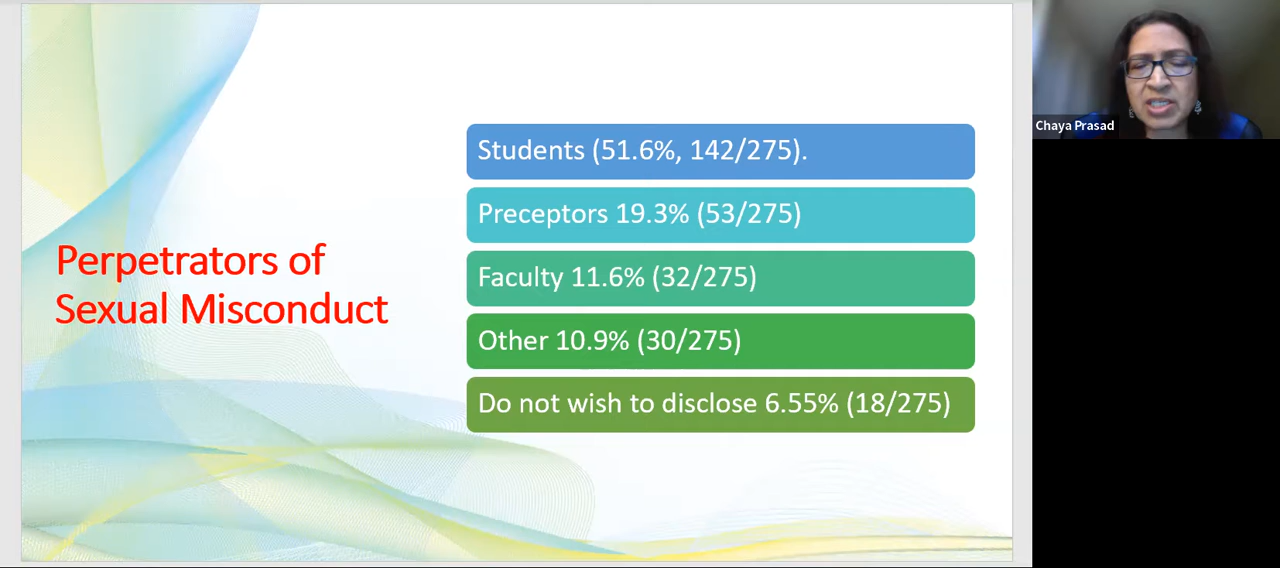 Perpetrators of
Sexual Misconduct
Students (51.6%, 142/275).
Preceptors 19.3% (53/275)
Faculty 11.6% (32/275)
Other 10.9% (30/275)
Do not wish to disclose 6.55% (18/275)
Chaya Prasad